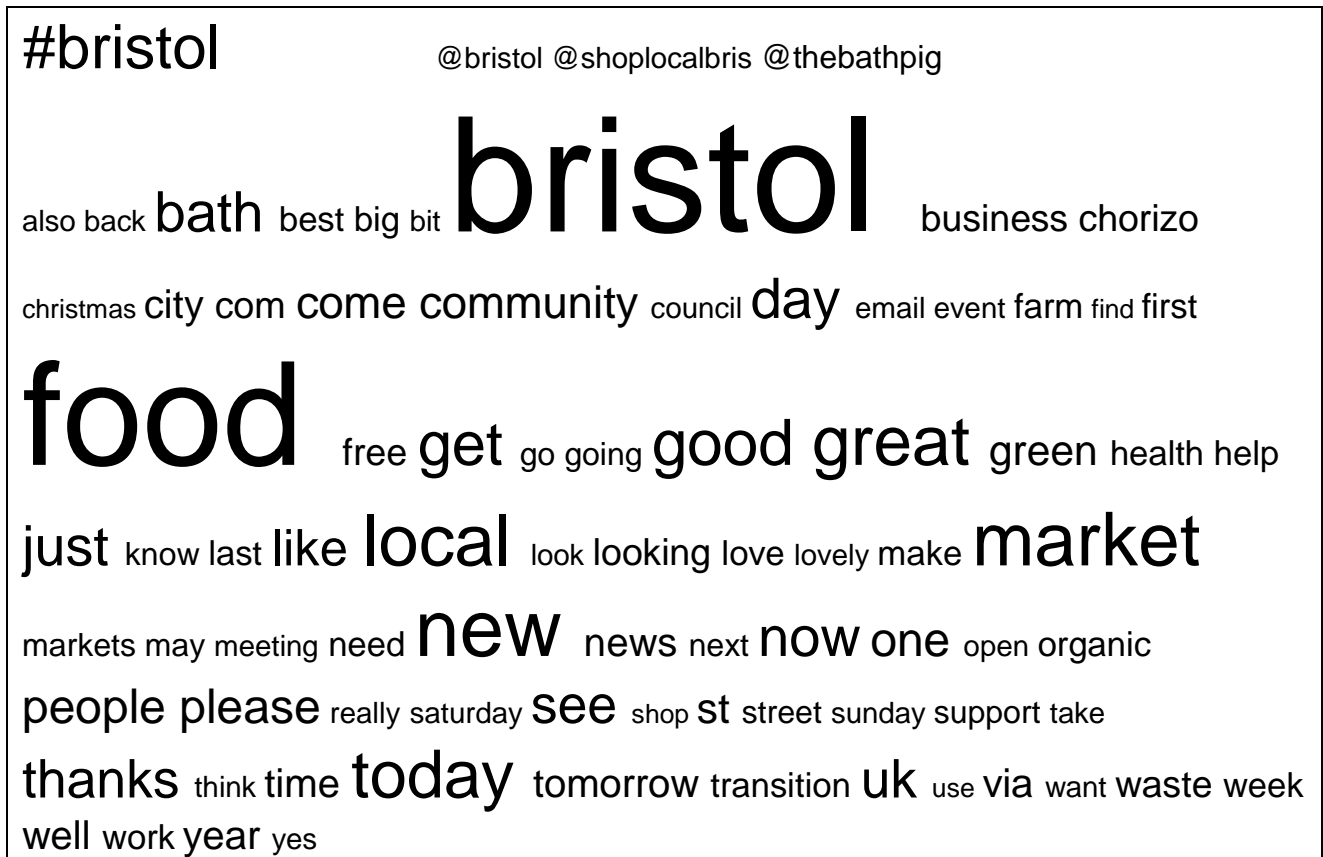 #bristol @bristol @shoplocalbris @thebathpig
also back bath best big bit bristol business chorizo
christmas city com come community council day email event farm find first
food free get go going good great green health help
just know last like local look looking love lovely make market
markets may meeting need new news next now one open organic
people please really saturday see shop st street sunday support take
thanks think time today tomorrow transition uk use via want waste week
well work year yes